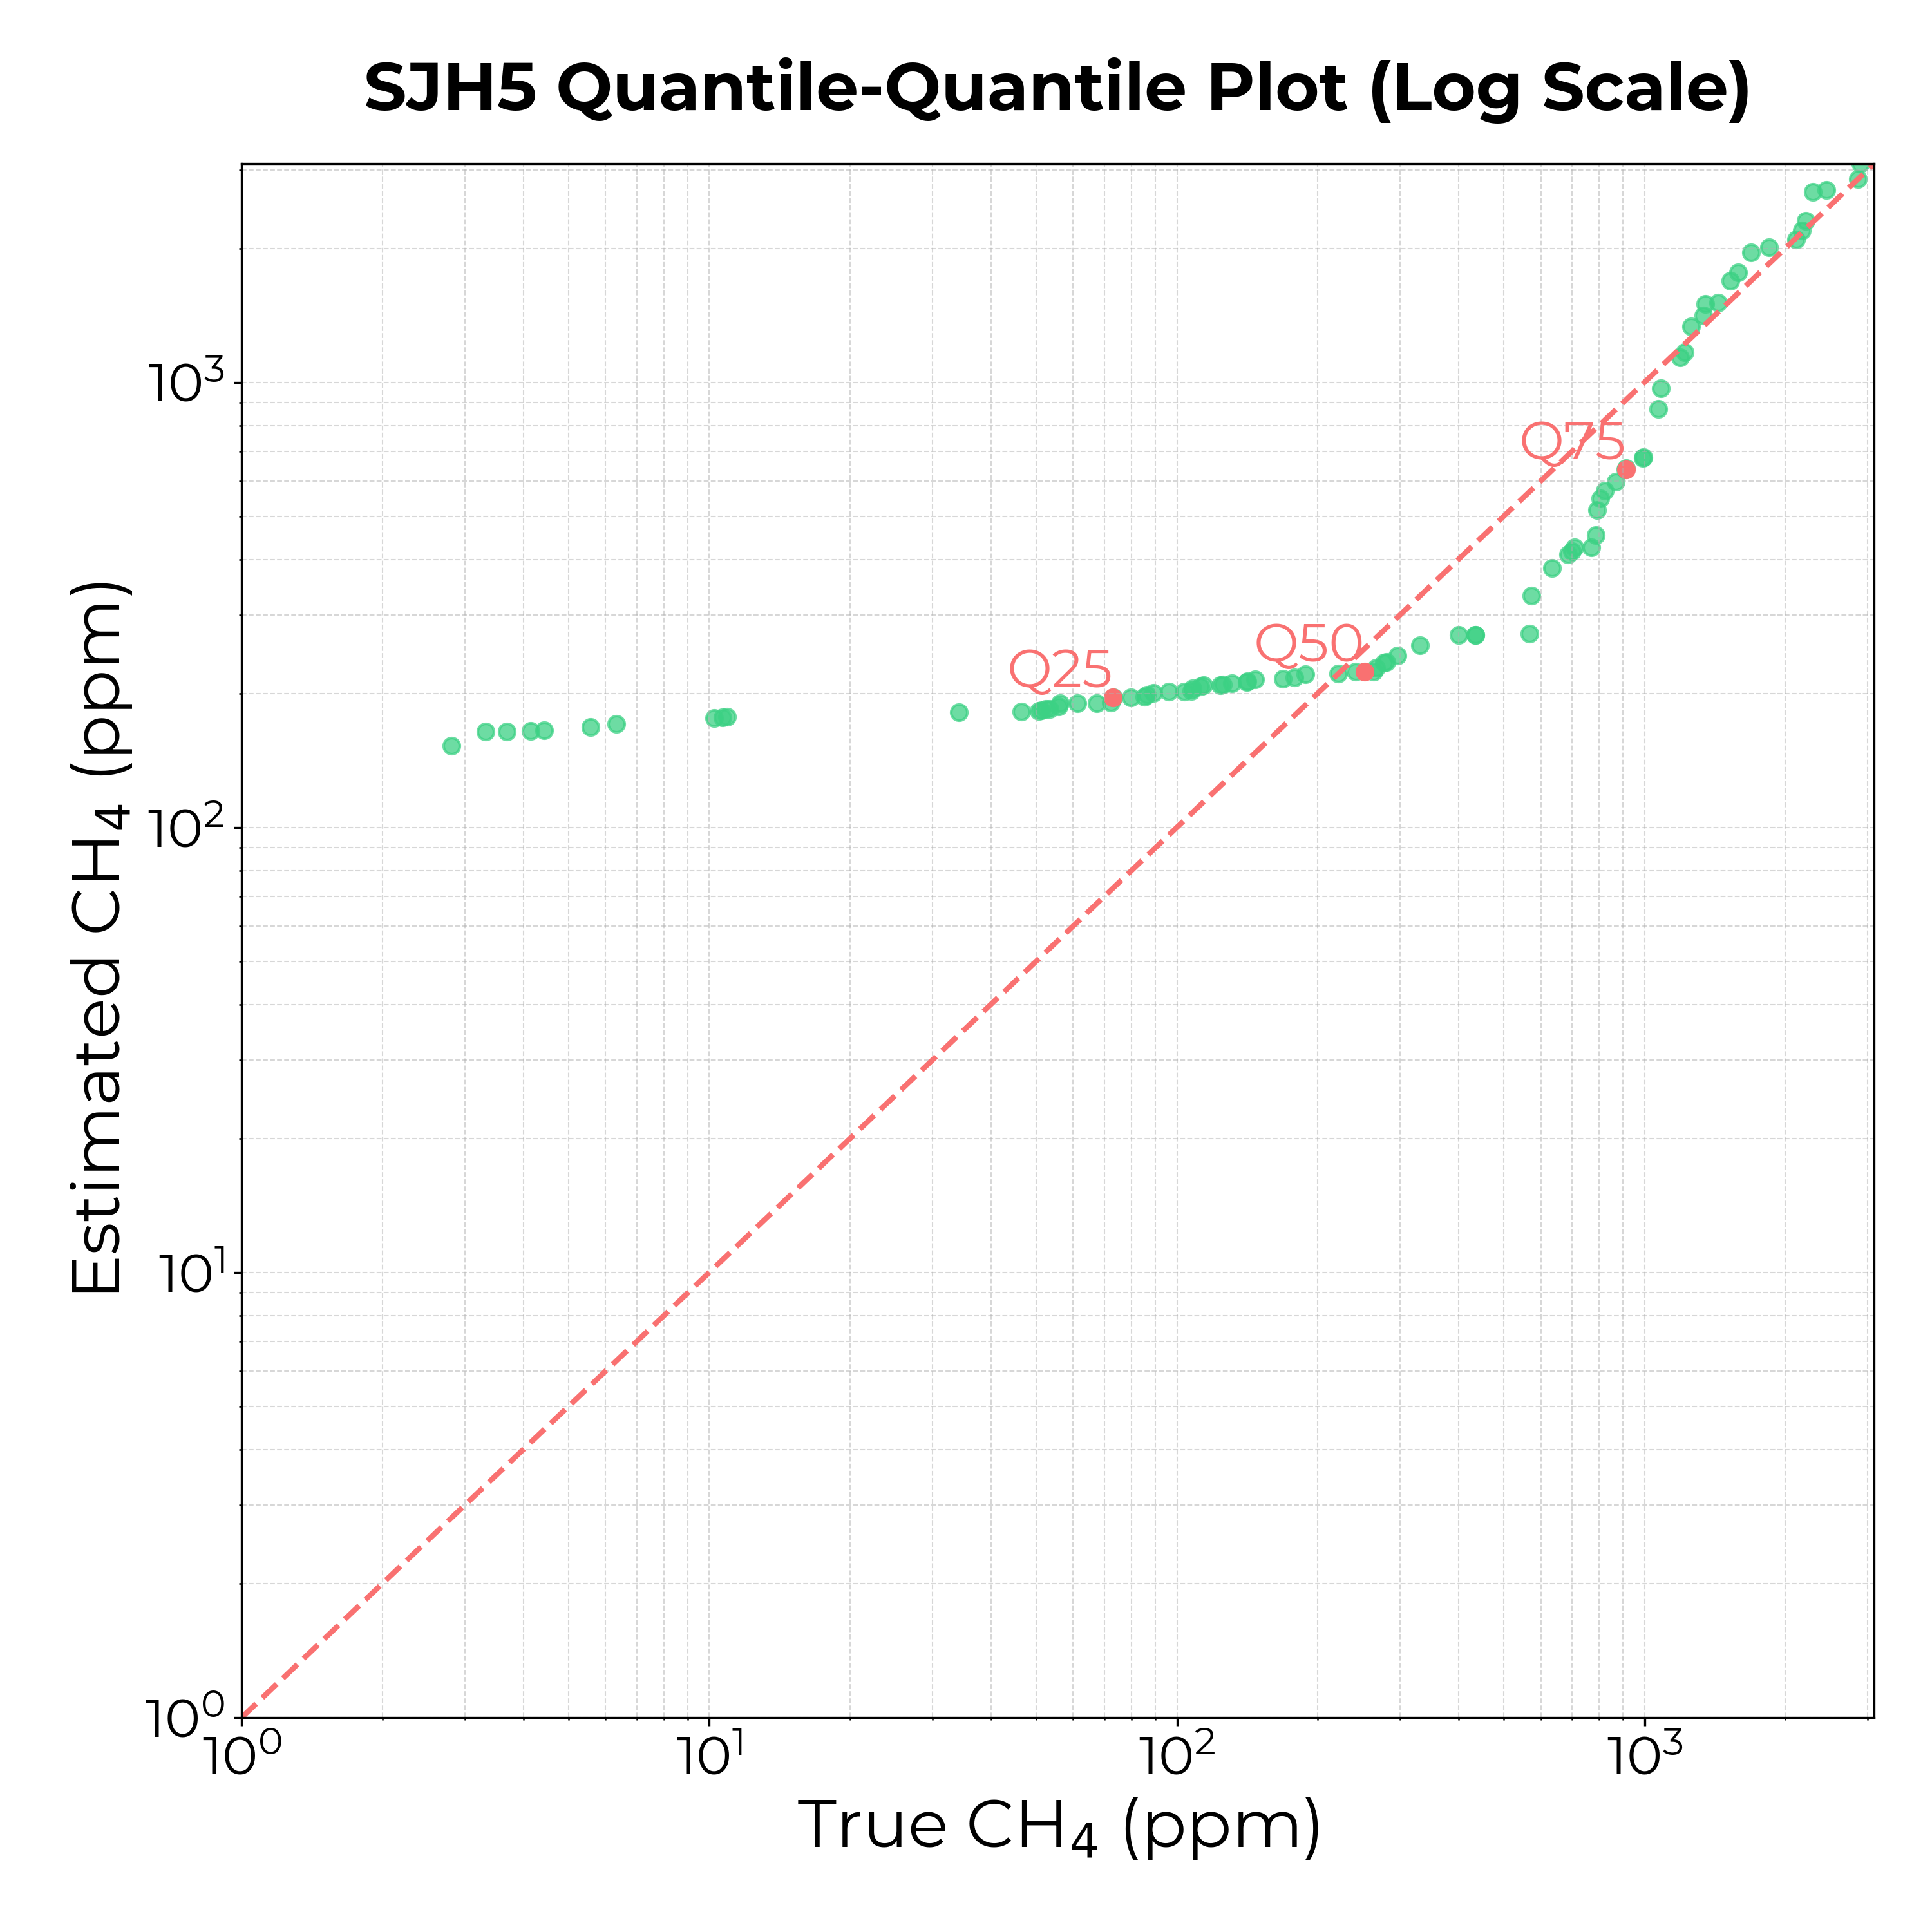 SJH5 Quantile-Quantile Plot (Log Scale)
10³
Q75
Q50
Q25
Estimated CH₄ (ppm)
10²
10¹
10⁰
10⁰ 10¹ 10² 10³
True CH₄ (ppm)